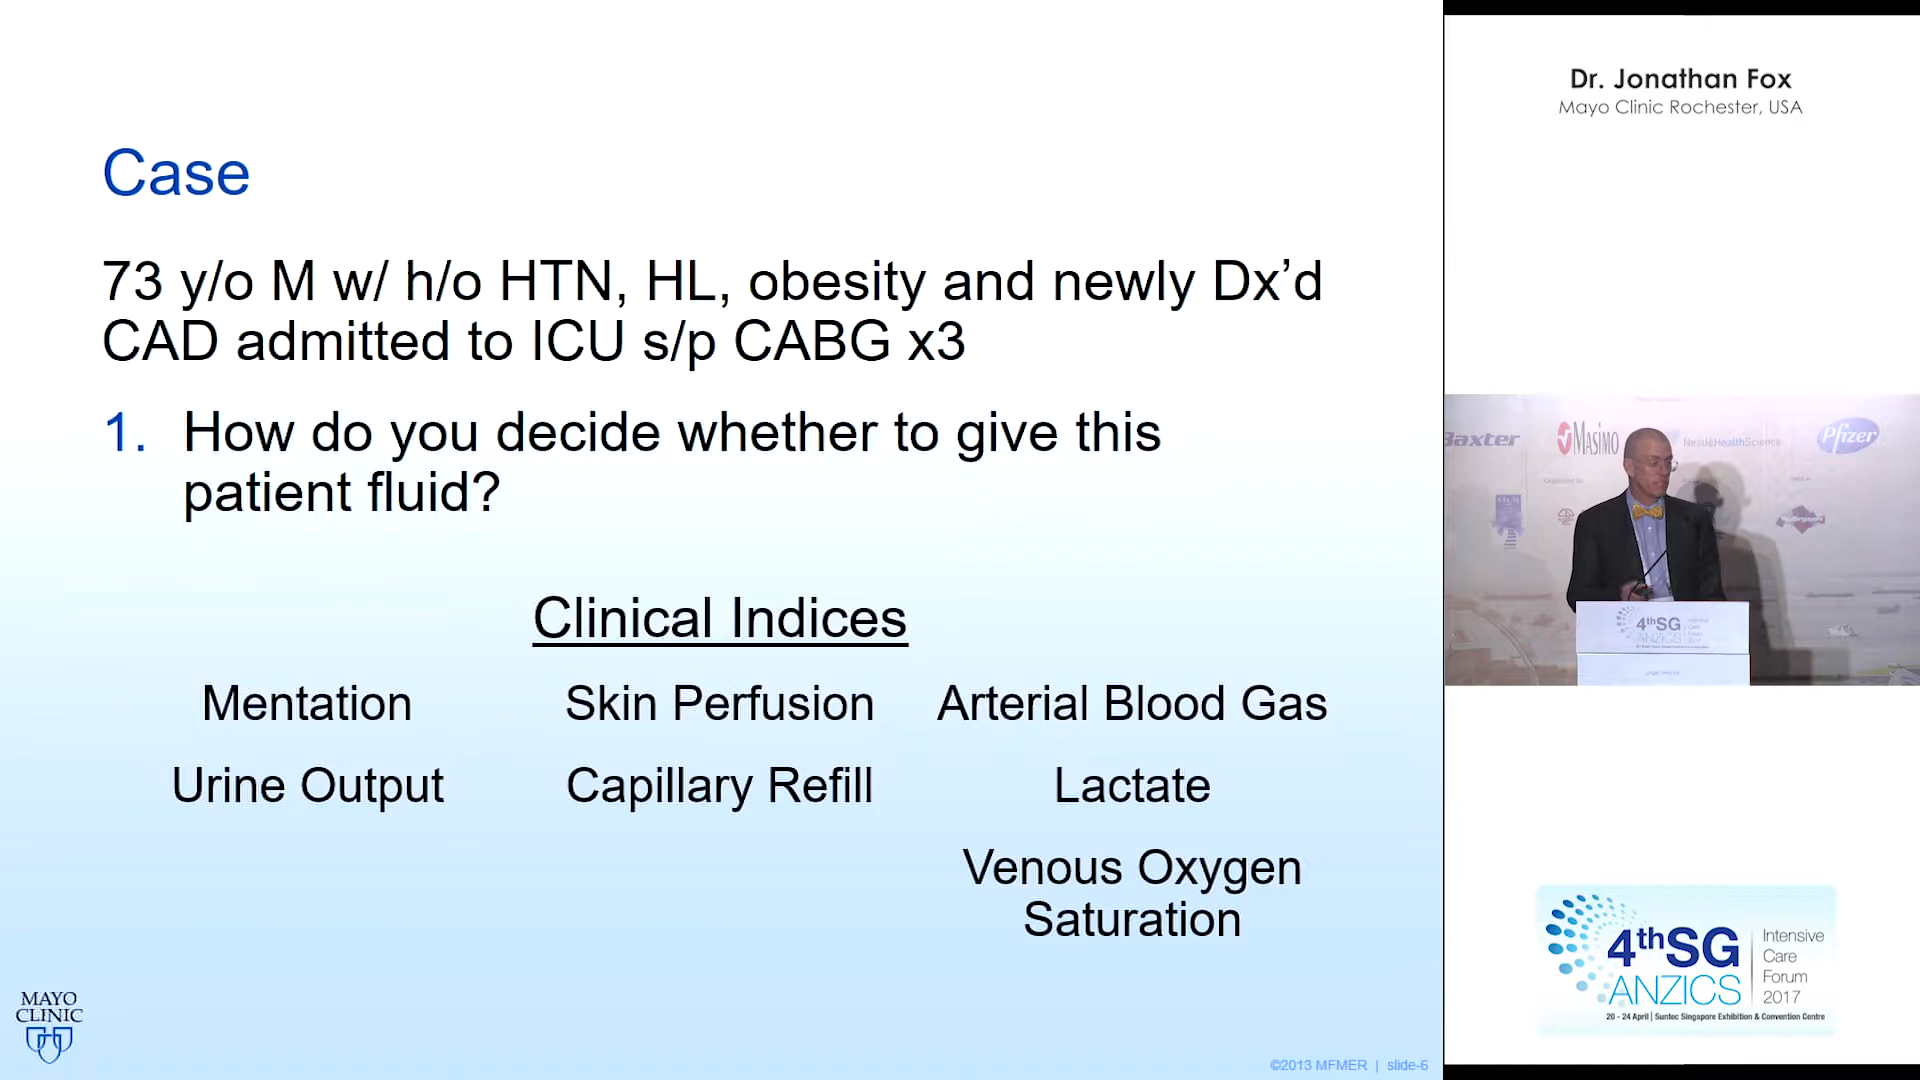 Case
73 y/o M w/ h/o HTN, HL, obesity and newly Dx’d
CAD admitted to ICU s/p CABG x3
1. How do you decide whether to give this
patient fluid?
Clinical Indices
Mentation
Skin Perfusion
Arterial Blood Gas
Urine Output
Capillary Refill
Lactate
Venous Oxygen
Saturation
MAYO
CLINIC
©2013 MFMER | slide-6
Dr. Jonathan Fox
Mayo Clinic Rochester, USA
Baxter
Masimo
NestléHealthScience
Pfizer
4thSG
ANZICS
4thSG
ANZICS
Intensive
Care
Forum
2017
20 - 24 April | Suntec Singapore Exhibition & Convention Centre